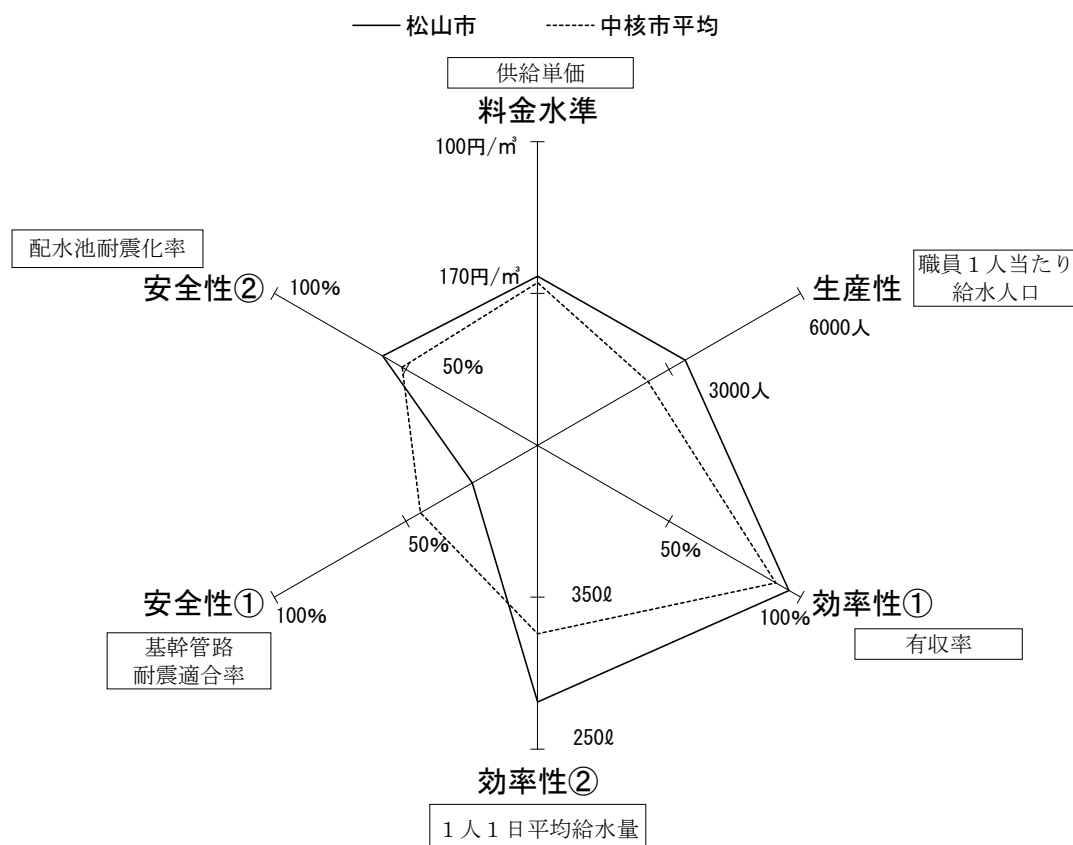 松山市 中核市平均
供給単価
料金水準
100円/㎥
配水池耐震化率
安全性②
100%
170円/㎥
生産性
職員１人当たり
給水人口
6000人
50%
3000人
50%
50%
安全性①
100%
基幹管路
耐震適合率
350ℓ
100%
効率性①
有収率
250ℓ
効率性②
１人１日平均給水量